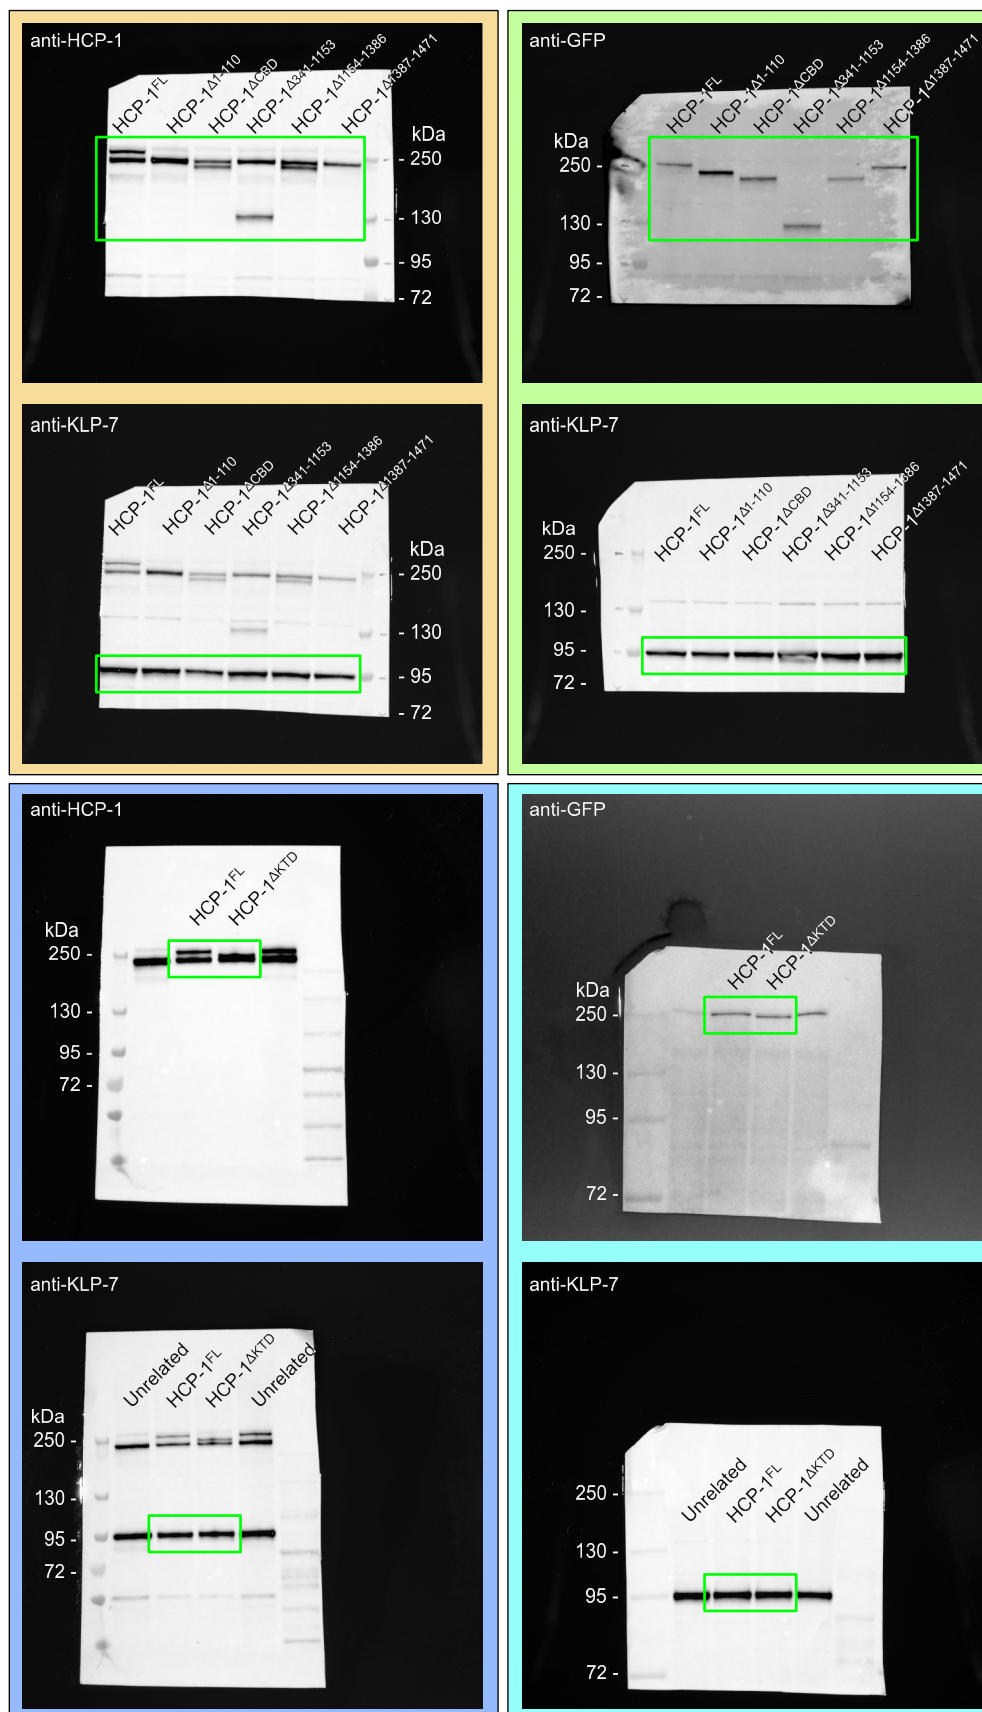 anti-HCP-1
HCP-1FL
HCP-1Δ1-110
HCP-1ΔCBD
HCP-1Δ341-1153
HCP-1Δ1154-1386
HCP-1Δ1387-1471
kDa
- 250
- 130
- 95
- 72
anti-KLP-7
HCP-1FL
HCP-1Δ1-110
HCP-1ΔCBD
HCP-1Δ341-1153
HCP-1Δ1154-1386
HCP-1Δ1387-1471
kDa
- 250
- 130
- 95
- 72
anti-GFP
HCP-1FL
HCP-1Δ1-110
HCP-1ΔCBD
HCP-1Δ341-1153
HCP-1Δ1154-1386
HCP-1Δ1387-1471
kDa
250 -
130 -
95 -
72 -
anti-KLP-7
HCP-1FL
HCP-1Δ1-110
HCP-1ΔCBD
HCP-1Δ341-1153
HCP-1Δ1154-1386
HCP-1Δ1387-1471
kDa
250 -
130 -
95 -
72 -
anti-HCP-1
HCP-1FL
HCP-1ΔKTD
kDa
250 -
130 -
95 -
72 -
anti-KLP-7
Unrelated
HCP-1FL
HCP-1ΔKTD
Unrelated
kDa
250 -
130 -
95 -
72 -
anti-GFP
HCP-1FL
HCP-1ΔKTD
kDa
250 -
130 -
95 -
72 -
anti-KLP-7
Unrelated
HCP-1FL
HCP-1ΔKTD
Unrelated
250 -
130 -
95 -
72 -